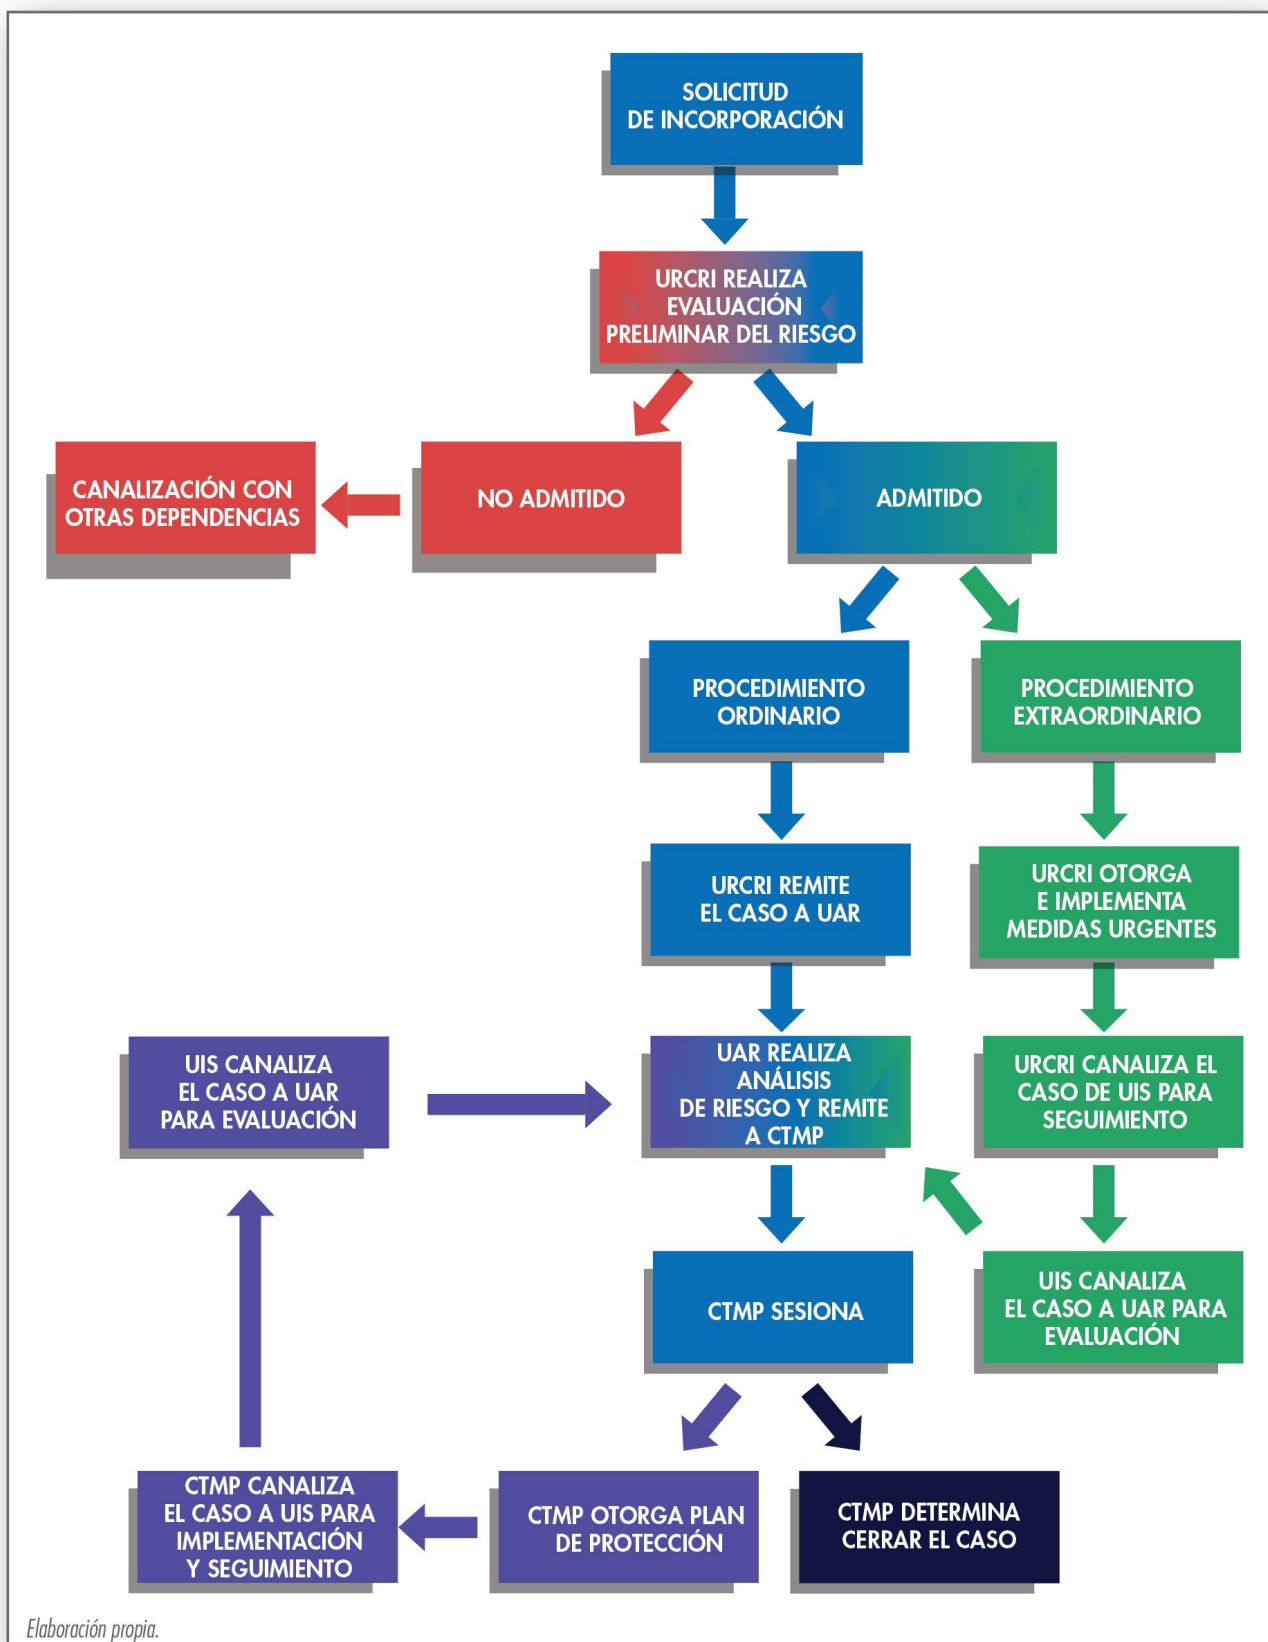 SOLICITUD
DE INCORPORACIÓN
URCRI REALIZA
EVALUACIÓN
PRELIMINAR DEL RIESGO
CANALIZACIÓN CON
OTRAS DEPENDENCIAS
NO ADMITIDO
ADMITIDO
PROCEDIMIENTO
ORDINARIO
PROCEDIMIENTO
EXTRAORDINARIO
URCRI REMITE
EL CASO A UAR
URCRI OTORGA
E IMPLEMENTA
MEDIDAS URGENTES
UIS CANALIZA
EL CASO A UAR
PARA EVALUACIÓN
UAR REALIZA
ANÁLISIS
DE RIESGO Y REMITE
A CTMP
URCRI CANALIZA EL
CASO DE UIS PARA
SEGUIMIENTO
CTMP SESIONA
UIS CANALIZA
EL CASO A UAR PARA
EVALUACIÓN
CTMP CANALIZA
EL CASO A UIS PARA
IMPLEMENTACIÓN
Y SEGUIMIENTO
CTMP OTORGA PLAN
DE PROTECCIÓN
CTMP DETERMINA
CERRAR EL CASO
Elaboración propia.